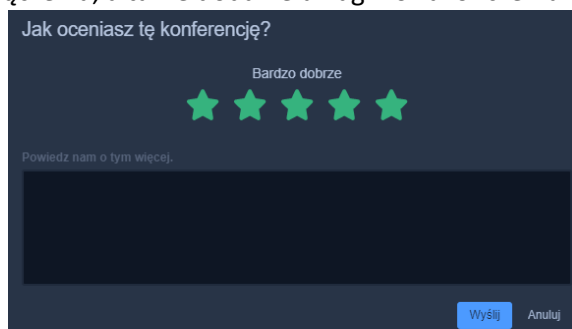 Jak oceniasz tę konferencję?
Bardzo dobrze
Powiedz nam o tym więcej.
Wyślij Anuluj